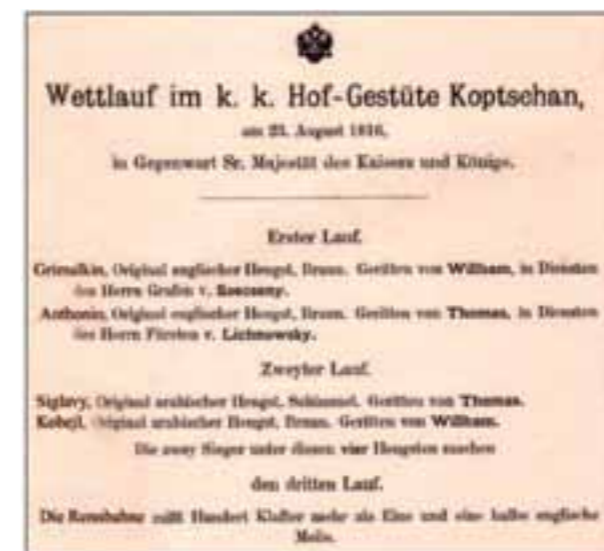 Wettlauf im k. k. Hof-Gestüte Koptschan,
am 23. August 1816,
in Gegenwart Sr. Majestät des Kaisers und Königs.
Erster Lauf.
Grimalkin, Original englischer Hengst, Braun. Geritten von William, in Diensten
des Herrn Grafen v.
Anthonio, Original englischer Hengst, Braun. Geritten von Thomas, in Diensten
des Herrn Fürsten v. Lichnowsky.
Zweyter Lauf.
Siglavy, Original arabischer Hengst, Schimmel. Geritten von Thomas.
Kobejl, Original arabischer Hengst, Braun. Geritten von William.
Die zwey Sieger unter diesen vier Hengsten machen
den dritten Lauf.
Die Rennbahne mißt Hundert Klafter mehr als Eine und eine halbe englische
Meile.